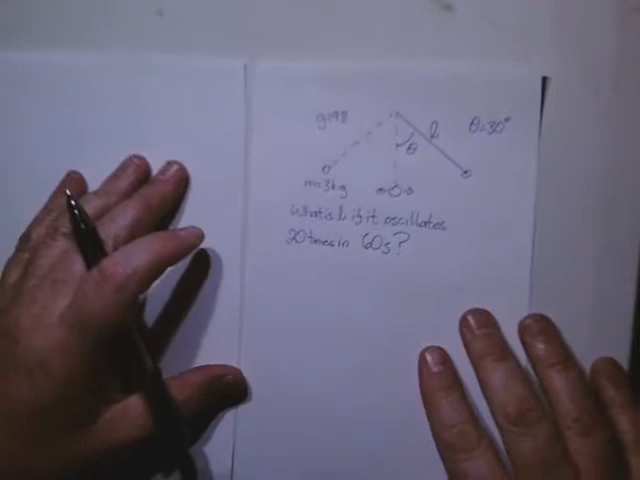 g=9.8
l
θ=30°
θ
m=3kg
What is l if it oscillates
20 times in 60s?